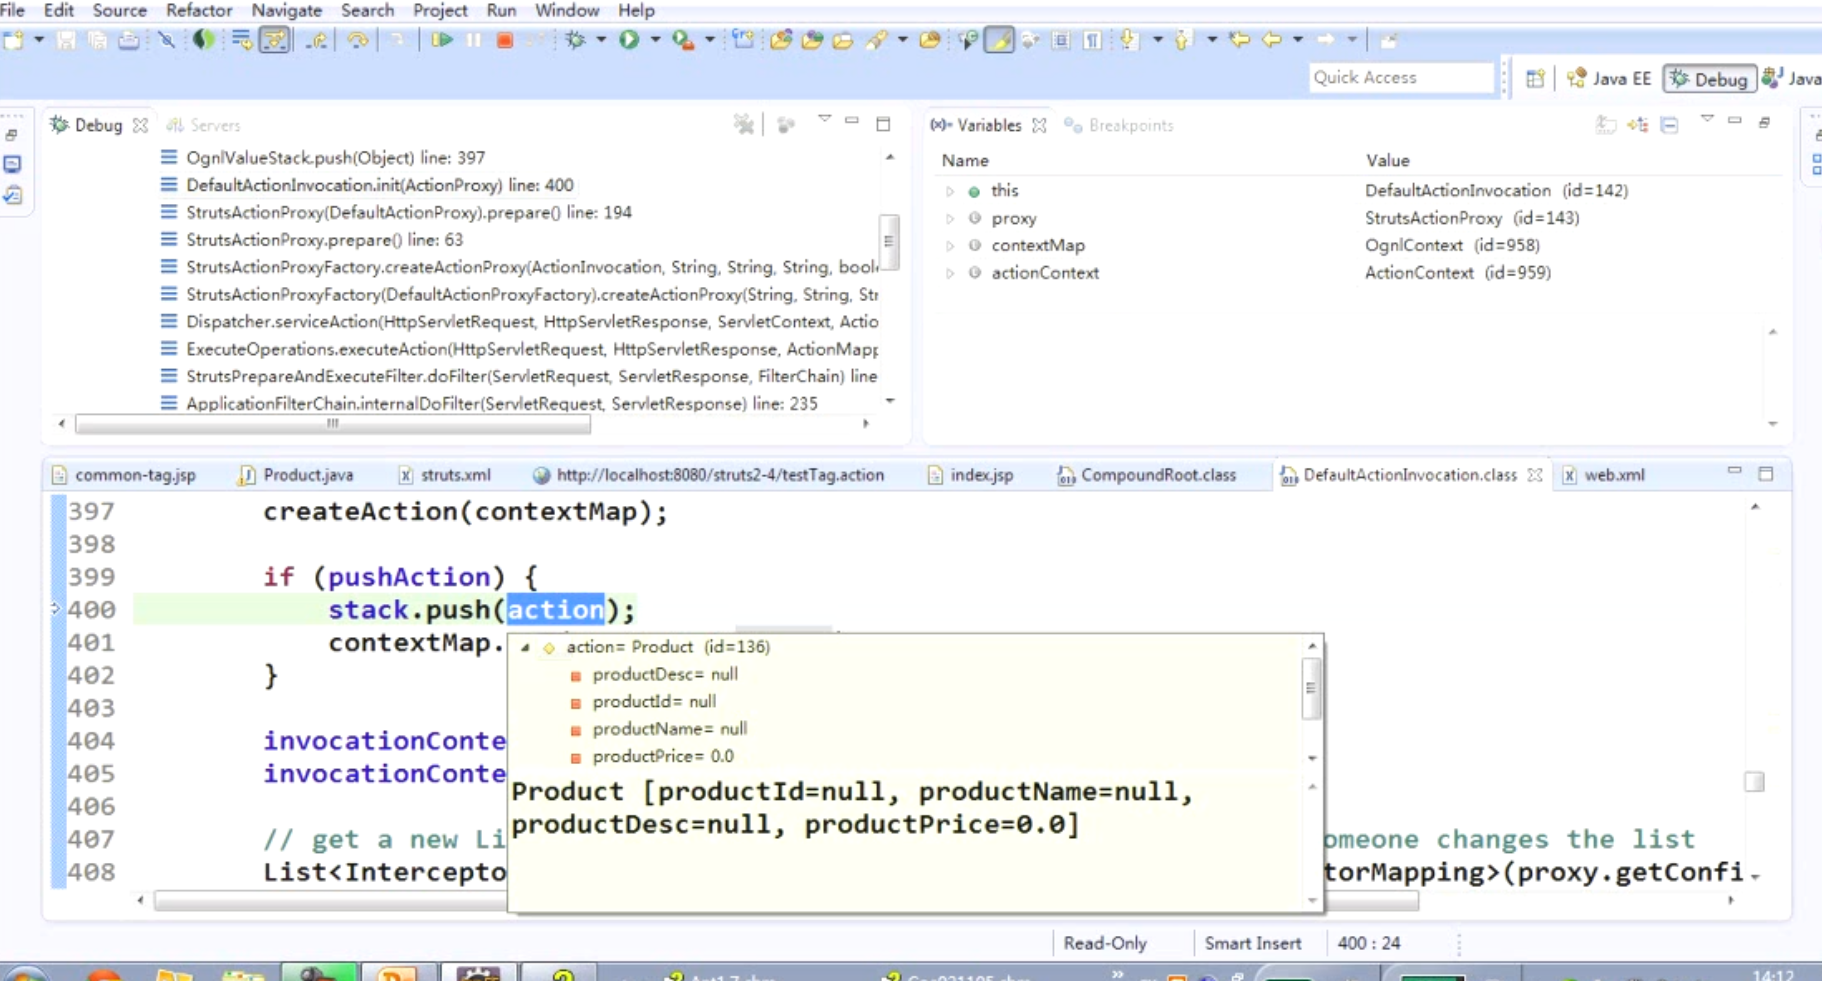 File Edit Source Refactor Navigate Search Project Run Window Help
Quick Access
Java EE
Debug
Java
Debug
Servers
OgnlValueStack.push(Object) line: 397
DefaultActionInvocation.init(ActionProxy) line: 400
StrutsActionProxy(DefaultActionProxy).prepare() line: 194
StrutsActionProxy.prepare() line: 63
StrutsActionProxyFactory.createActionProxy(ActionInvocation, String, String, String, boole
StrutsActionProxyFactory(DefaultActionProxyFactory).createActionProxy(String, String, Str
Dispatcher.serviceAction(HttpServletRequest, HttpServletResponse, ServletContext, Actio
ExecuteOperations.executeAction(HttpServletRequest, HttpServletResponse, ActionMapp
StrutsPrepareAndExecuteFilter.doFilter(ServletRequest, ServletResponse, FilterChain) line
ApplicationFilterChain.internalDoFilter(ServletRequest, ServletResponse) line: 235
Variables
Breakpoints
Name Value
this DefaultActionInvocation (id=142)
proxy StrutsActionProxy (id=143)
contextMap OgnlContext (id=958)
actionContext ActionContext (id=959)
common-tag.jsp Product.java struts.xml http://localhost:8080/struts2-4/testTag.action index.jsp CompoundRoot.class DefaultActionInvocation.class web.xml
397 createAction(contextMap);
398
399 if (pushAction) {
400 stack.push(action);
401 contextMap.
402 }
403
404 invocationConte
405 invocationConte
406
407 // get a new Li omeone changes the list
408 List<Intercepto torMapping>(proxy.getConfi
action= Product (id=136)
productDesc= null
productId= null
productName= null
productPrice= 0.0
Product [productId=null, productName=null,
productDesc=null, productPrice=0.0]
Read-Only Smart Insert 400 : 24
14:12